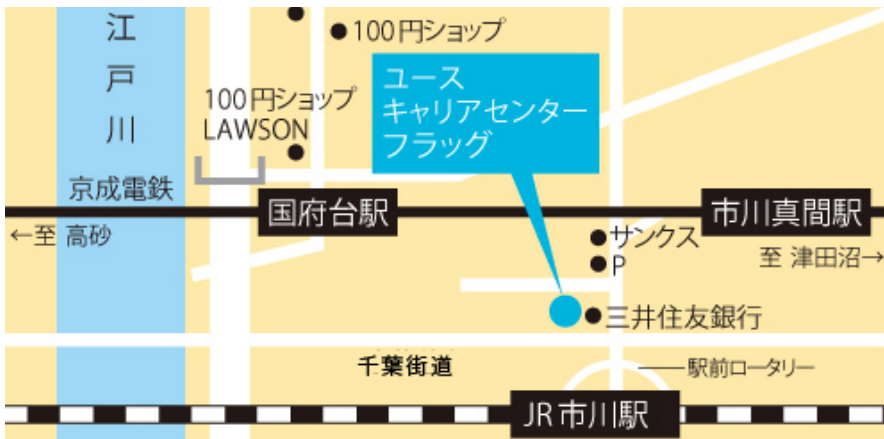 江戸川
100円ショップ
ユース
キャリアセンター
フラッグ
100円ショップ
LAWSON
京成電鉄
国府台駅
市川真間駅
←至 高砂
サンクス
P
至 津田沼→
三井住友銀行
千葉街道
駅前ロータリー
JR市川駅